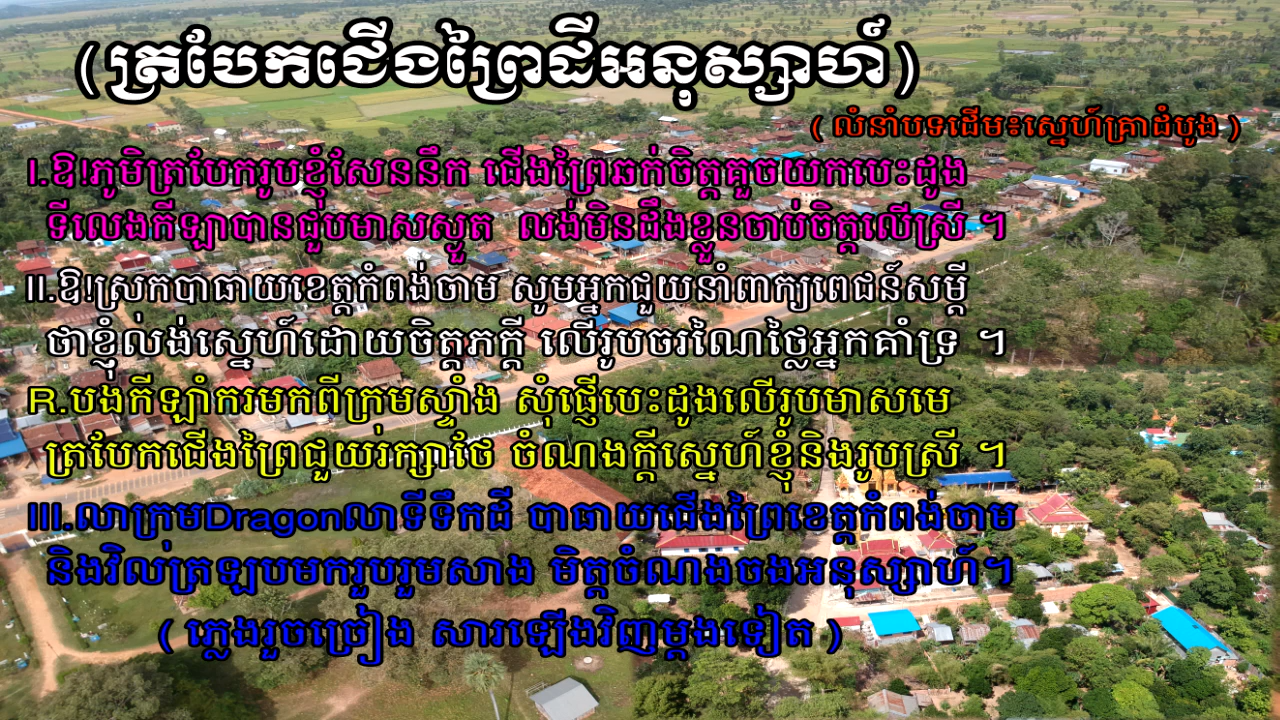 (ត្របែកជើងព្រៃដីអនុស្សាហ៍)
( លំនាំបទដើម៖ស្នេហ៍គ្រាដំបូង )
I.ឱ!ភូមិត្របែករូបខ្ញុំសែននឹក ជើងព្រៃឆក់ចិត្តគួចយកបេះដូង
ទីលេងកីឡាបានជួបមាសស្ងួត លង់មិនដឹងខ្លួនចាប់ចិត្តលើស្រី ។
II.ឱ!ស្រុកបាធាយខេត្តកំពង់ចាម សូមអ្នកជួយនាំពាក្យពេជន៍សម្តី
ថាខ្ញុំលង់ស្នេហ៍ដោយចិត្តភក្តី លើរូបចរណៃថ្លៃអ្នកគាំទ្រ ។
R.បងកីឡាំករមកពីក្រុមស្ទាំង សុំផ្ញើបេះដូងលើរូបមាសមេ
ត្របែកជើងព្រៃជួយរក្សាថែ ចំណងក្តីស្នេហ៍ខ្ញុំនិងរូបស្រី ។
III.លាក្រុមDragonលាទីទឹកដី បាធាយជើងព្រៃខេត្តកំពង់ចាម
និងវិលត្រឡបមករួបរួមសាង មិត្តចំណងចងអនុស្សាហ៍។
( ភ្លេងរួចច្រៀង សារឡើងវិញម្តងទៀត )